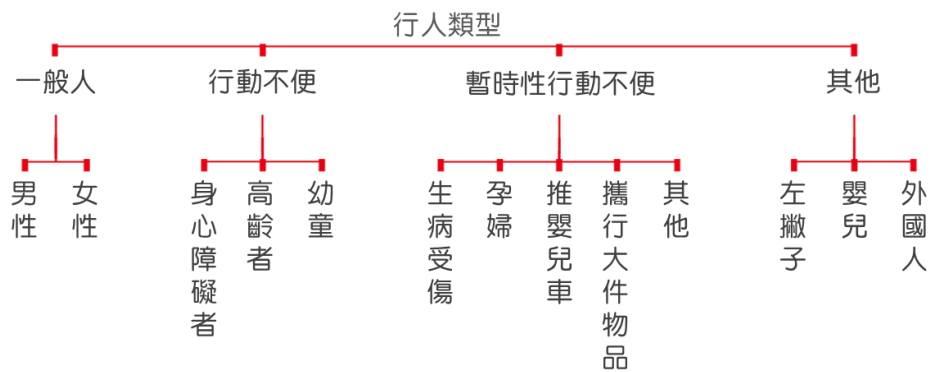 行人類型
一般人
行動不便
暫時性行動不便
其他
男性
女性
身心障礙者
高齡者
幼童
生病受傷
孕婦
推嬰兒車
攜行大件物品
其他
左撇子
嬰兒
外國人